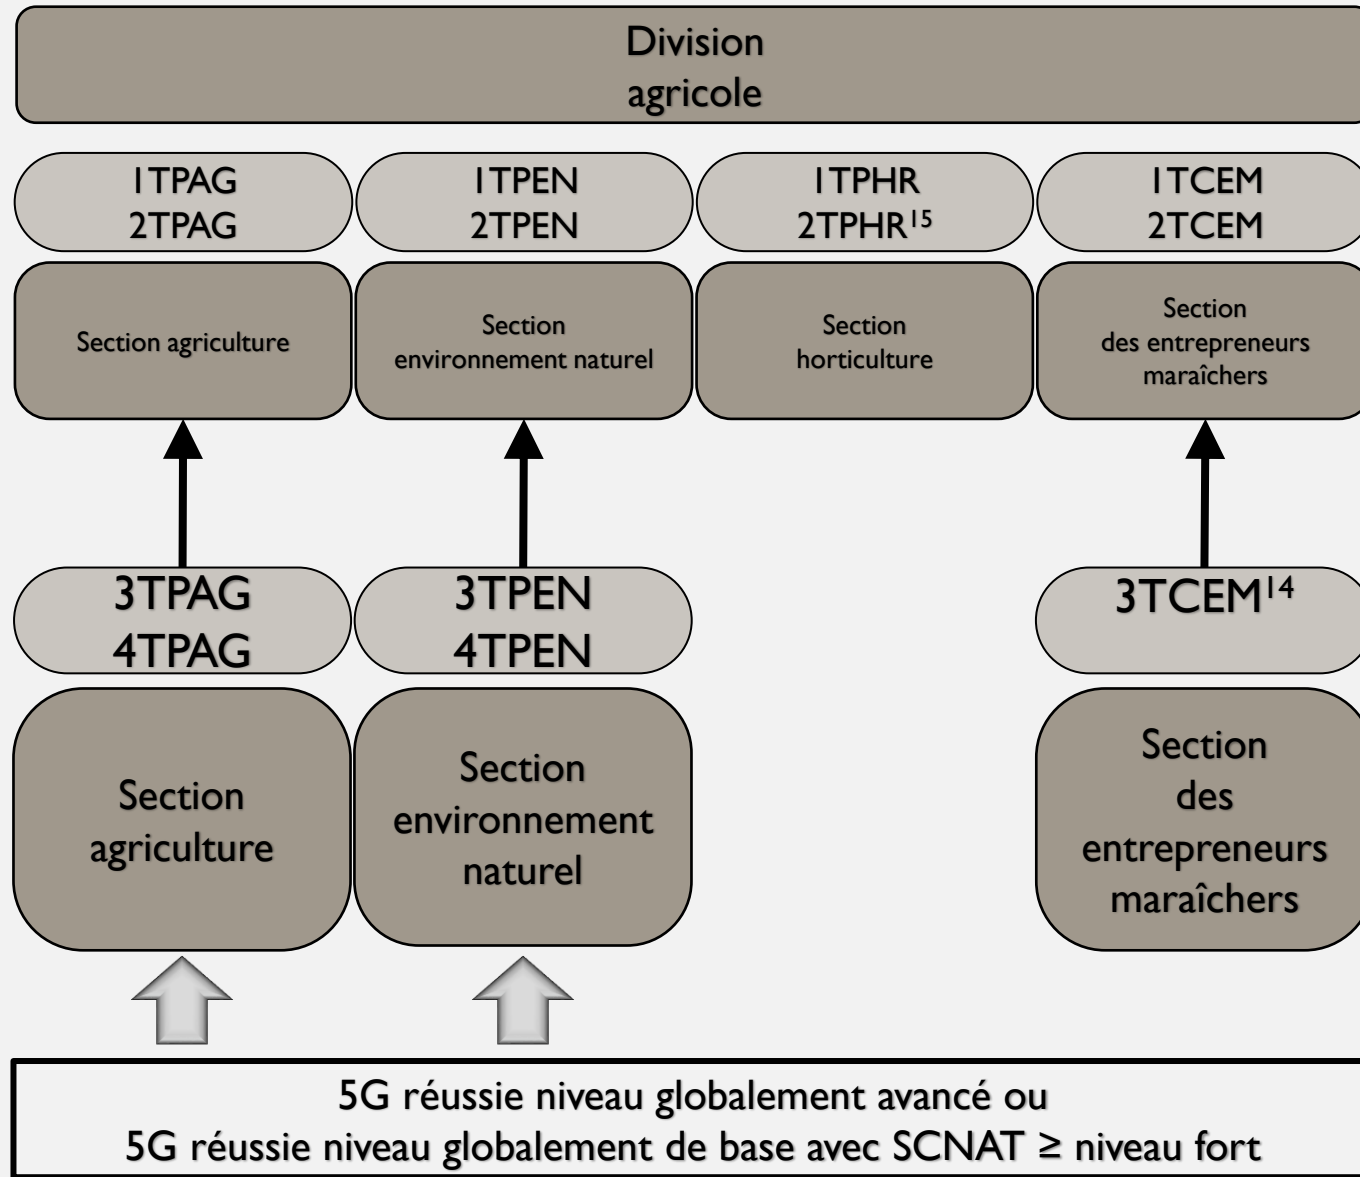 Division
agricole
1TPAG
2TPAG
1TPEN
2TPEN
1TPHR
2TPHR¹⁵
1TCEM
2TCEM
Section agriculture
Section
environnement naturel
Section
horticulture
Section
des entrepreneurs
maraîchers
3TPAG
4TPAG
3TPEN
4TPEN
3TCEM¹⁴
Section
agriculture
Section
environnement
naturel
Section
des
entrepreneurs
maraîchers
5G réussie niveau globalement avancé ou
5G réussie niveau globalement de base avec SCNAT ≥ niveau fort